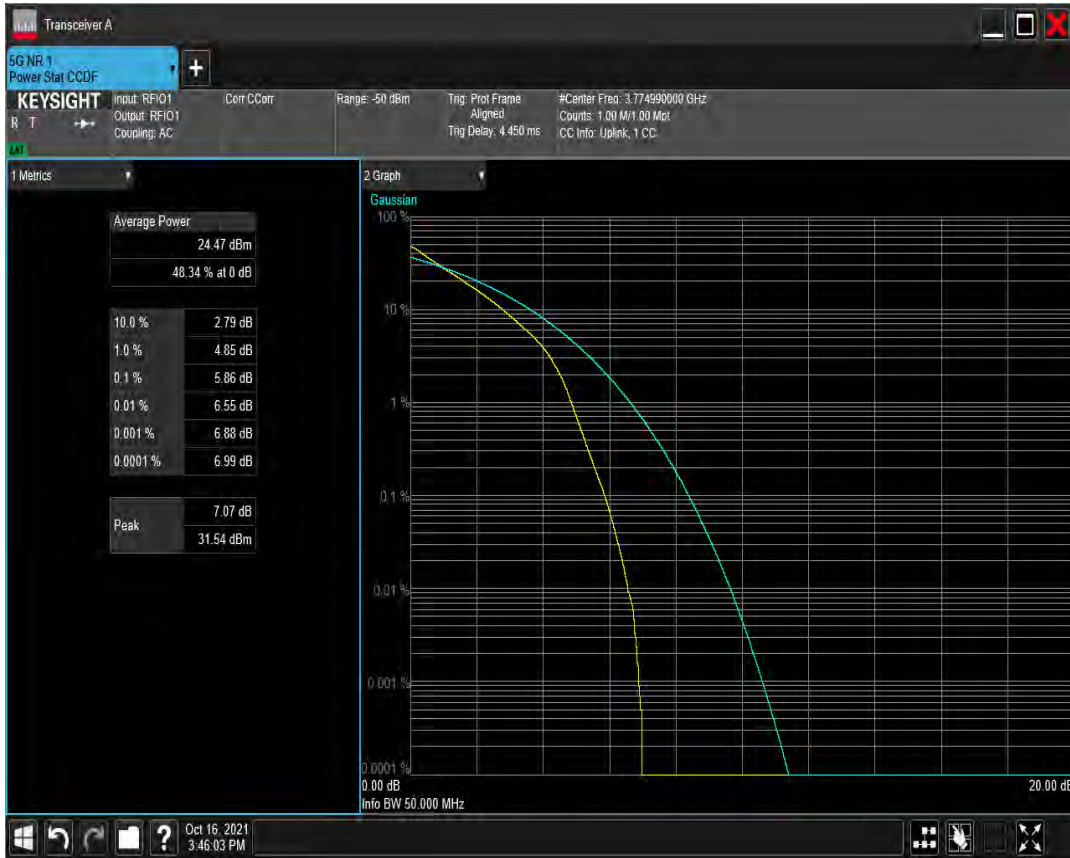 Transceiver A
5G NR 1
Power Stat CCDF
+
KEYSIGHT
R T
LXI
Input: RFIO1
Output: RFIO1
Coupling: AC
Corr CCorr
Range: -50 dBm
Trig: Prot Frame
Aligned
Trig Delay: 4.450 ms
#Center Freq: 3.774990000 GHz
Counts: 1.00 M/1.00 Mpt
CC Info: Uplink, 1 CC
1 Metrics
Average Power
24.47 dBm
48.34 % at 0 dB
10.0 % 2.79 dB
1.0 % 4.85 dB
0.1 % 5.86 dB
0.01 % 6.55 dB
0.001 % 6.88 dB
0.0001 % 6.99 dB
Peak
7.07 dB
31.54 dBm
2 Graph
Gaussian
100 %
10 %
1 %
0.1 %
0.01 %
0.001 %
0.0001 %
0.00 dB
20.00 dB
Info BW 50.000 MHz
?
Oct 16, 2021
3:46:03 PM